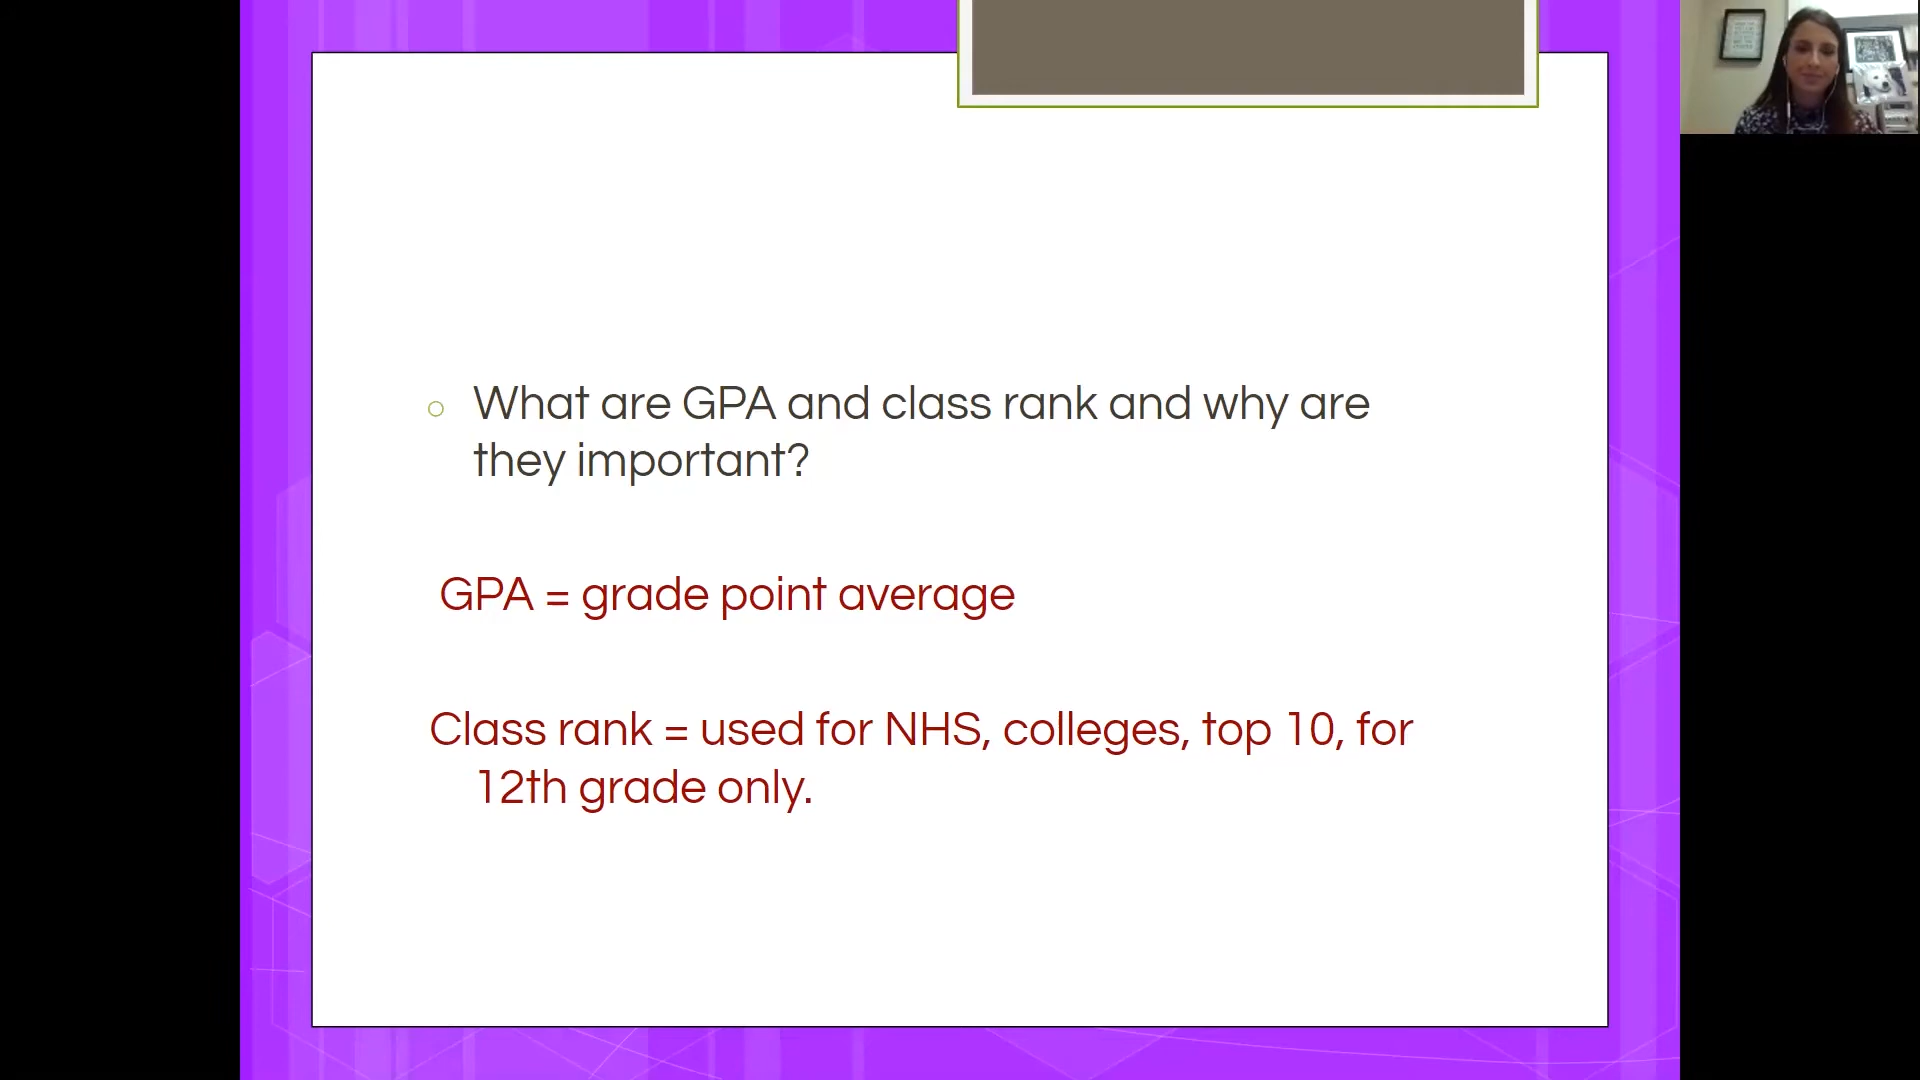 What are GPA and class rank and why are
they important?
GPA = grade point average
Class rank = used for NHS, colleges, top 10, for
12th grade only.